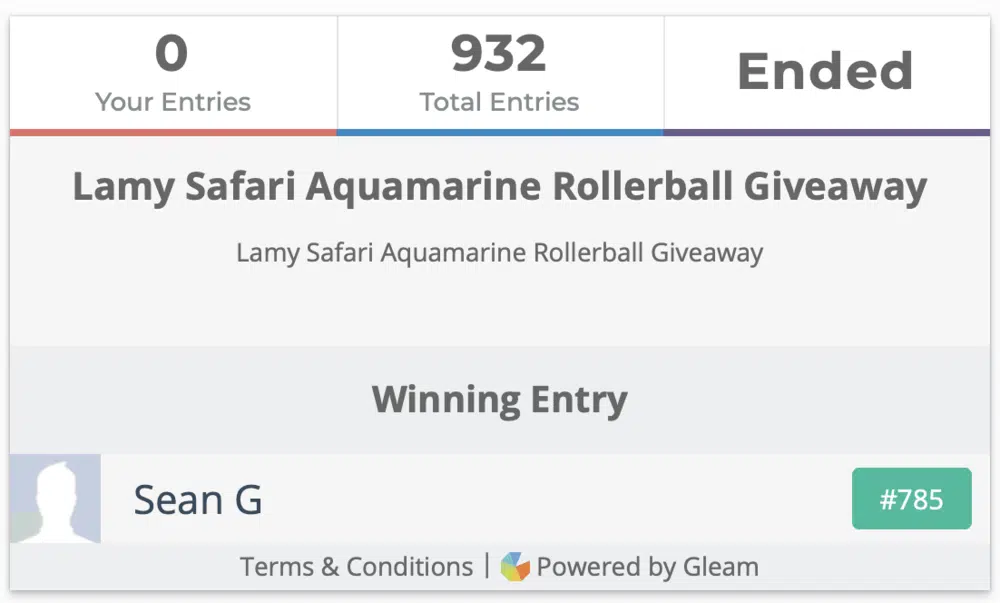 0
Your Entries
932
Total Entries
Ended
Lamy Safari Aquamarine Rollerball Giveaway
Lamy Safari Aquamarine Rollerball Giveaway
Winning Entry
Sean G
#785
Terms & Conditions | Powered by Gleam